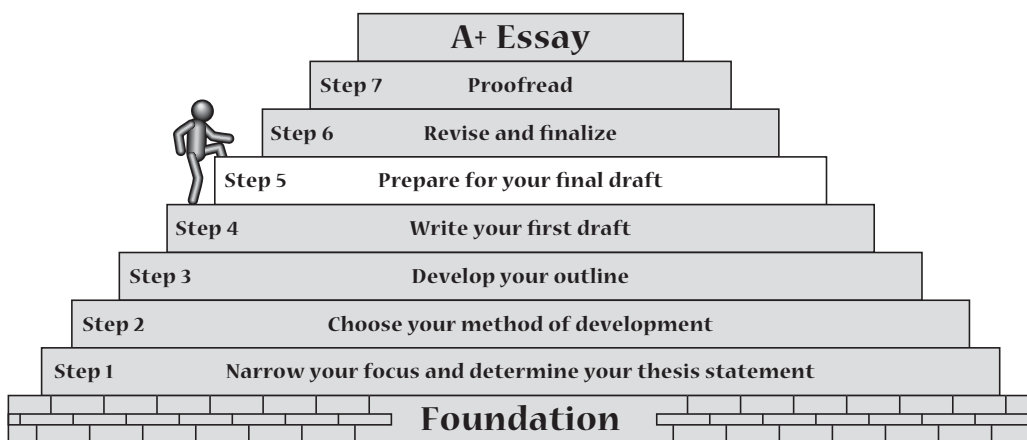 A+ Essay
Step 7 Proofread
Step 6 Revise and finalize
Step 5 Prepare for your final draft
Step 4 Write your first draft
Step 3 Develop your outline
Step 2 Choose your method of development
Step 1 Narrow your focus and determine your thesis statement
Foundation